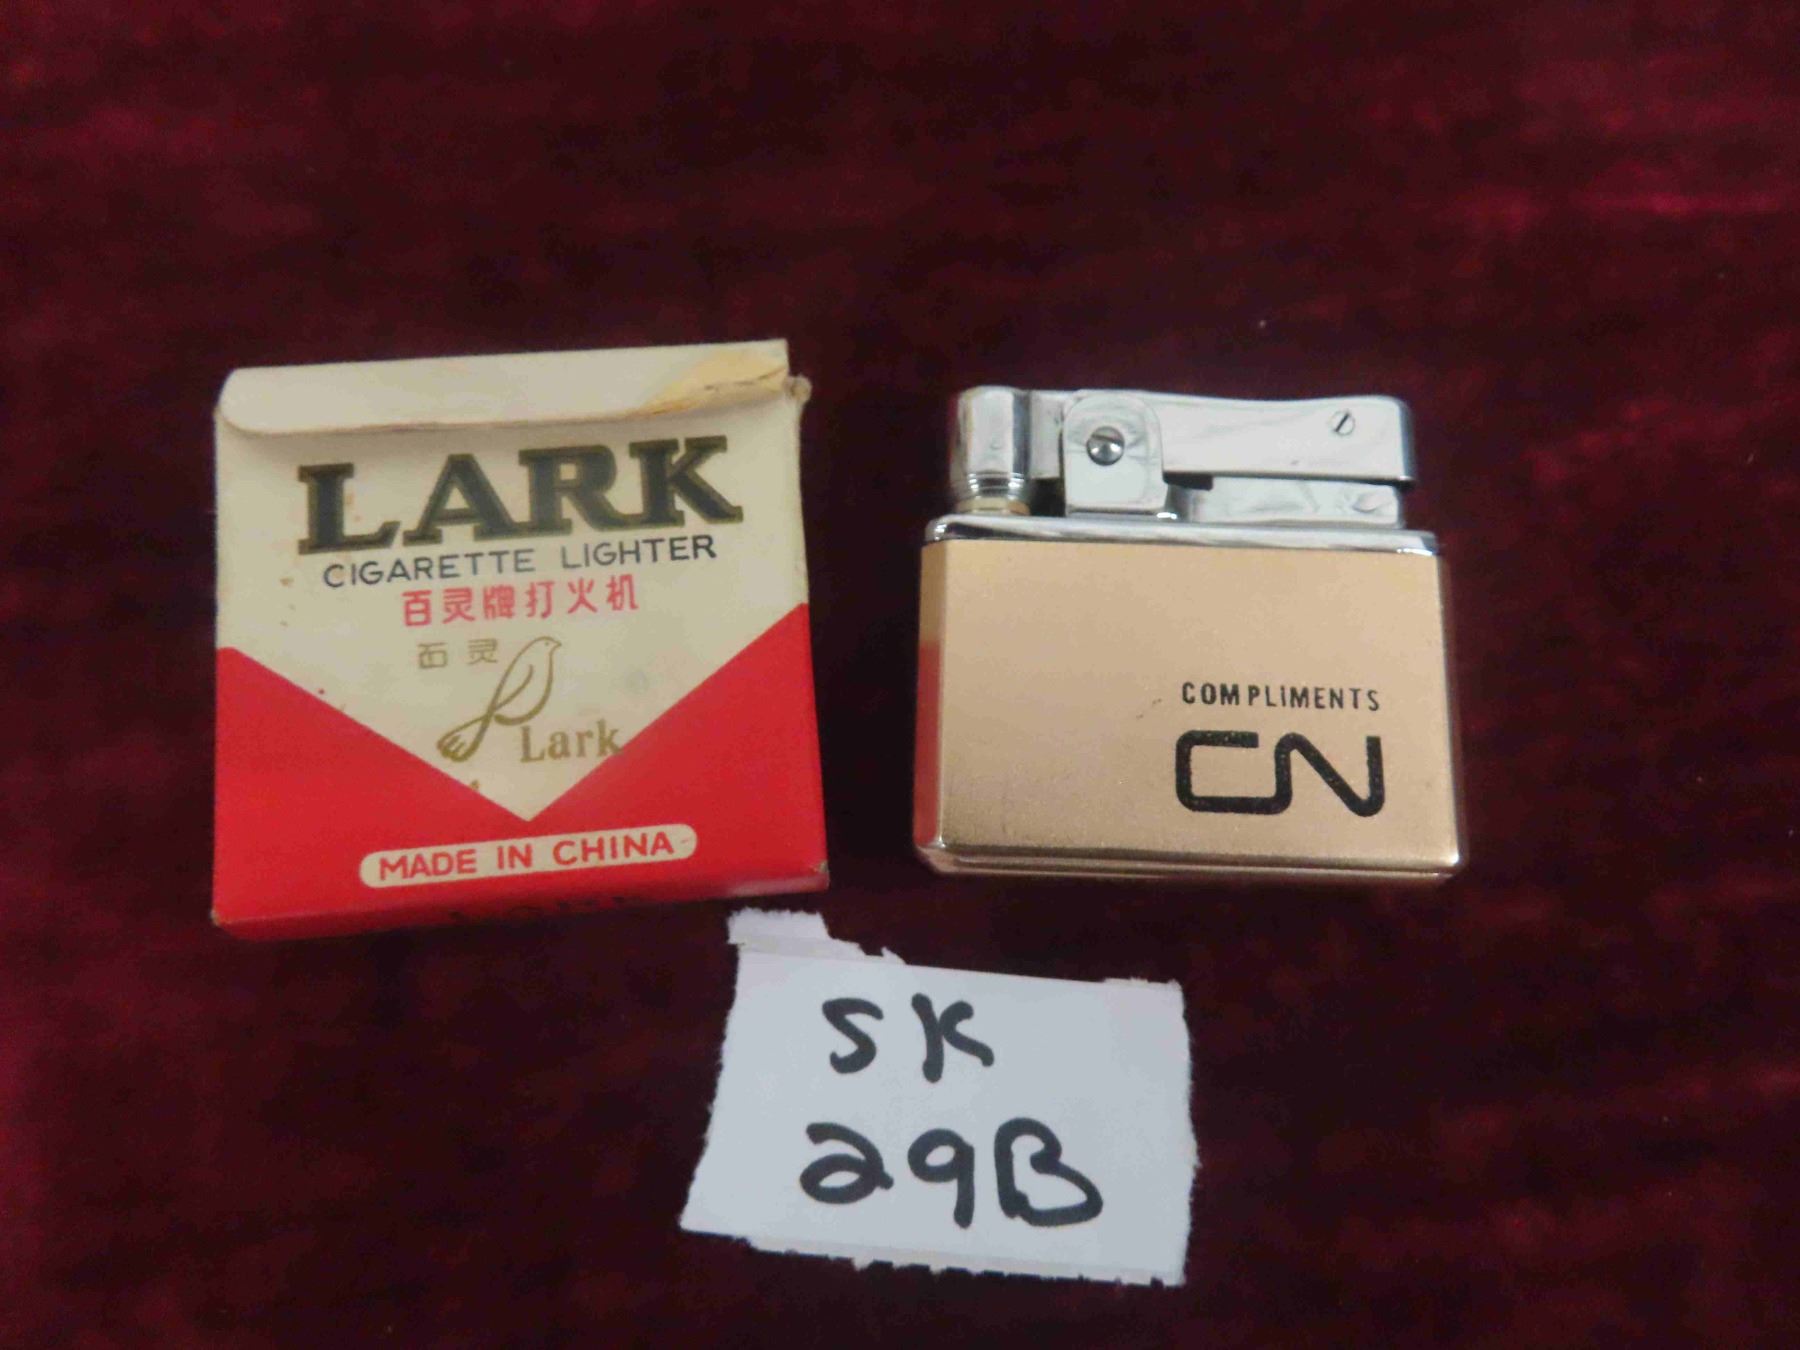 LARK
CIGARETTE LIGHTER
百灵牌打火机
百灵
Lark
MADE IN CHINA
COMPLIMENTS
CN
SK
29B